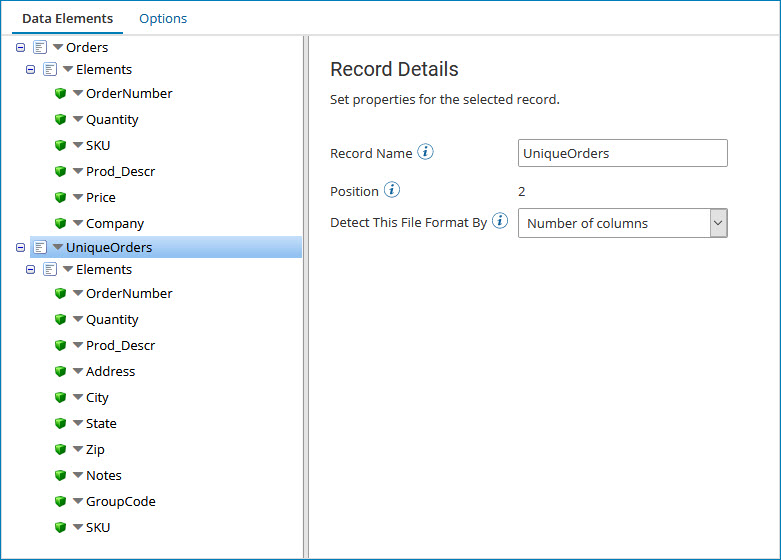 Data Elements Options
Orders
Elements
OrderNumber
Quantity
SKU
Prod_Descr
Price
Company
UniqueOrders
Elements
OrderNumber
Quantity
Prod_Descr
Address
City
State
Zip
Notes
GroupCode
SKU
Record Details
Set properties for the selected record.
Record Name i UniqueOrders
Position i 2
Detect This File Format By i Number of columns